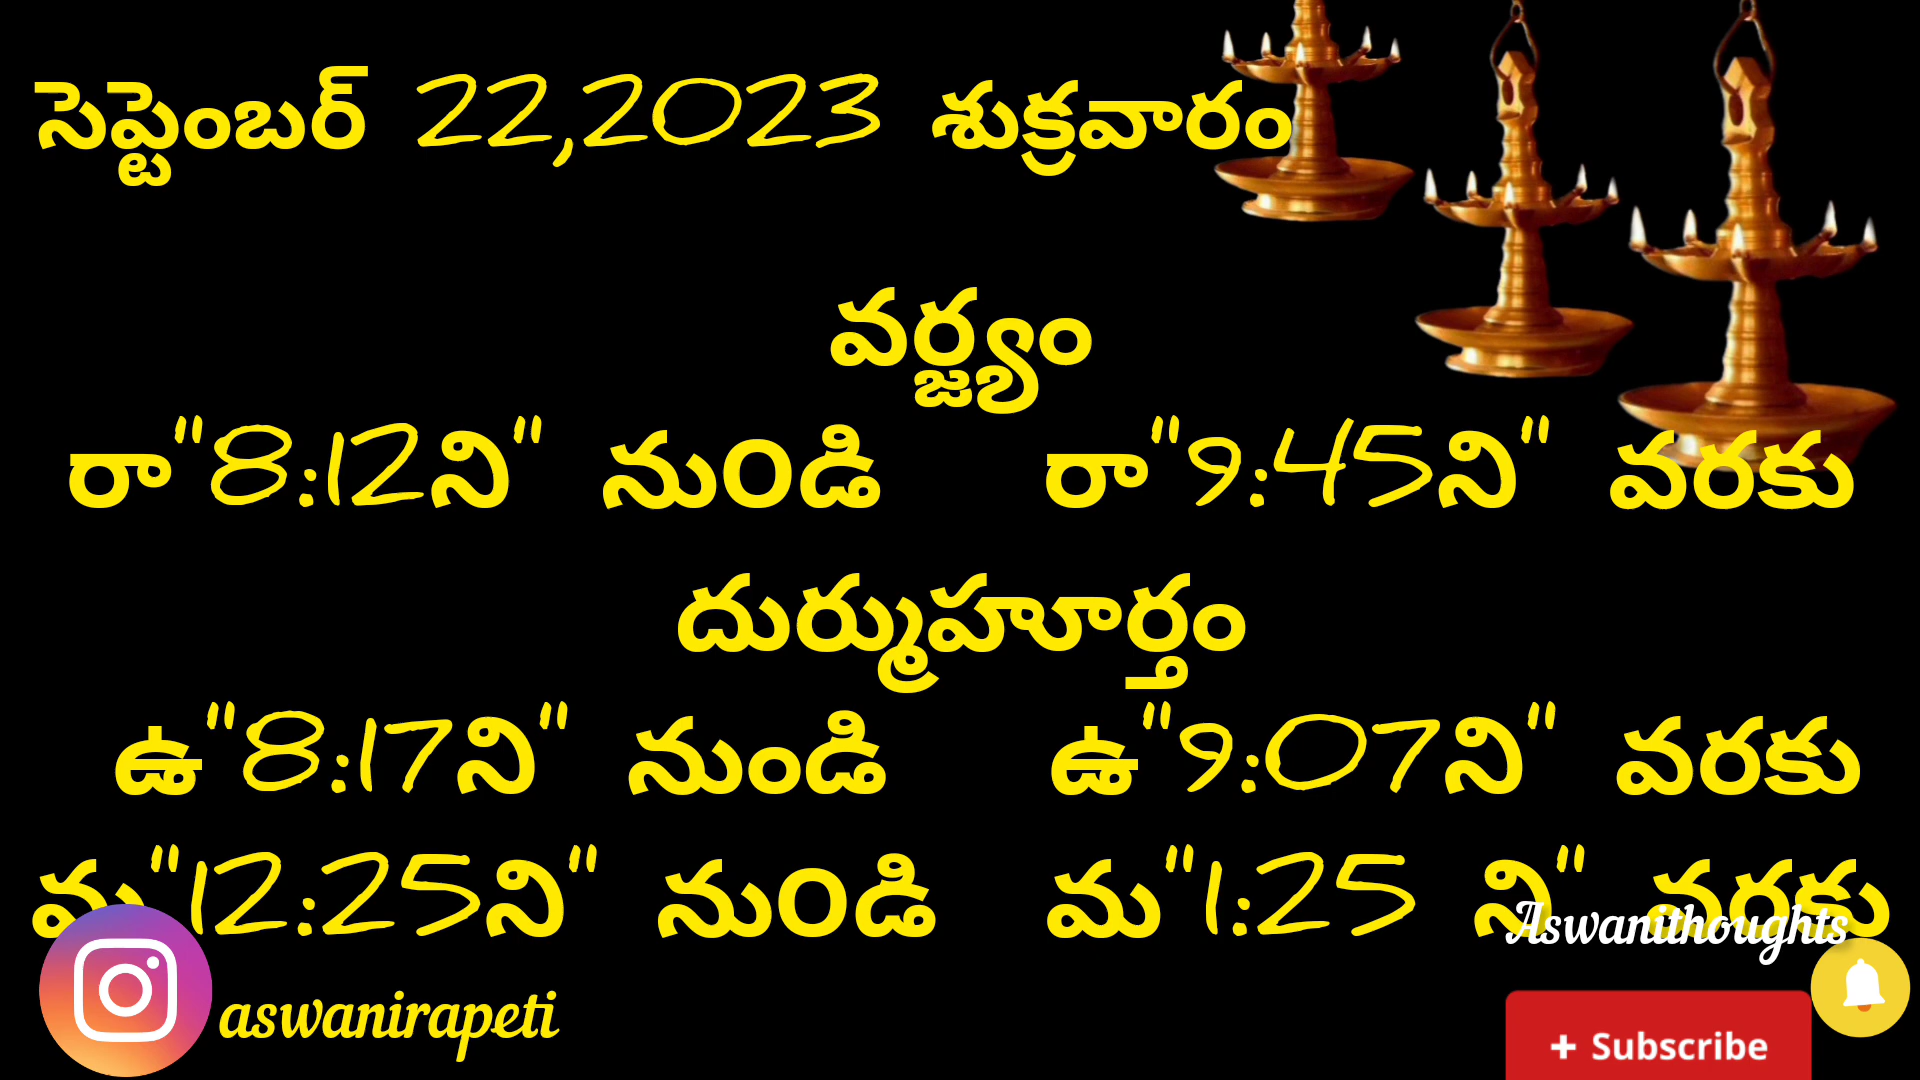 సెప్టెంబర్ 22,2023 శుక్రవారం
వర్జ్యం
రా"8:12ని" నుండి రా"9:45ని" వరకు
దుర్ముహూర్తం
ఉ"8:17ని" నుండి ఉ"9:07ని" వరకు
మ"12:25ని" నుండి మ"1:25 ని" వరకు
Aswanithoughts
aswanirapeti
+ Subscribe